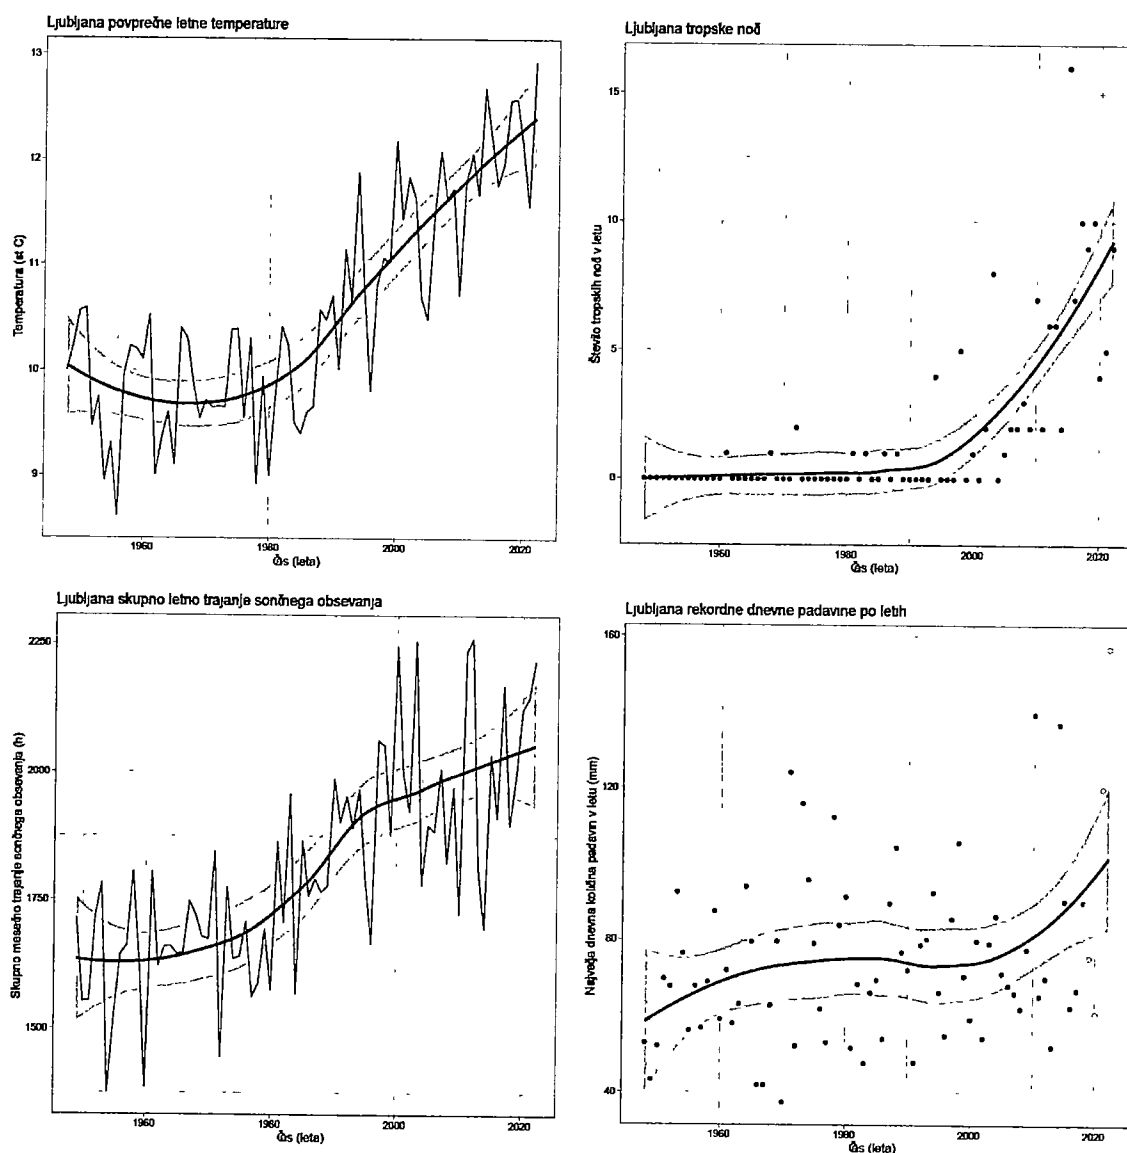 Ljubljana povprečne letne temperature
13
12
11
10
9
Temperatura (st C)
1960
1980
2000
2020
Čas (leta)
Ljubljana tropske noč
15
10
5
0
Število tropskih noč v letu
1960
1980
2000
2020
Čas (leta)
Ljubljana skupno letno trajanje sončnega obsevanja
2250
2000
1750
1500
Skupno mesečno trajanje sončnega obsevanja (h)
1960
1980
2000
2020
Čas (leta)
Ljubljana rekordne dnevne padavine po letih
160
120
80
40
Največja dnevna količina padavin v letu (mm)
1960
1980
2000
2020
Čas (leta)